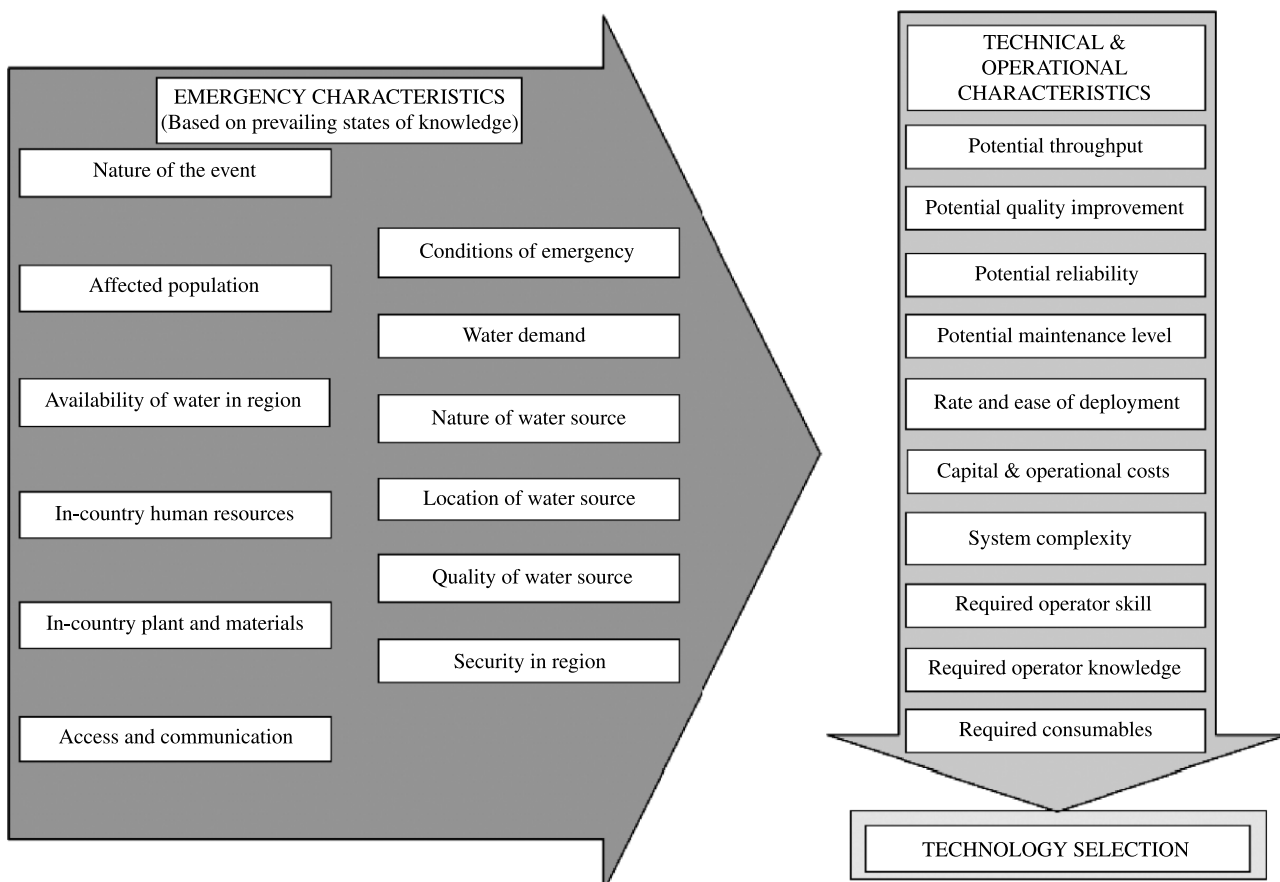 EMERGENCY CHARACTERISTICS
(Based on prevailing states of knowledge)
Nature of the event
Affected population
Availability of water in region
In-country human resources
In-country plant and materials
Access and communication
Conditions of emergency
Water demand
Nature of water source
Location of water source
Quality of water source
Security in region
TECHNICAL &
OPERATIONAL
CHARACTERISTICS
Potential throughput
Potential quality improvement
Potential reliability
Potential maintenance level
Rate and ease of deployment
Capital & operational costs
System complexity
Required operator skill
Required operator knowledge
Required consumables
TECHNOLOGY SELECTION